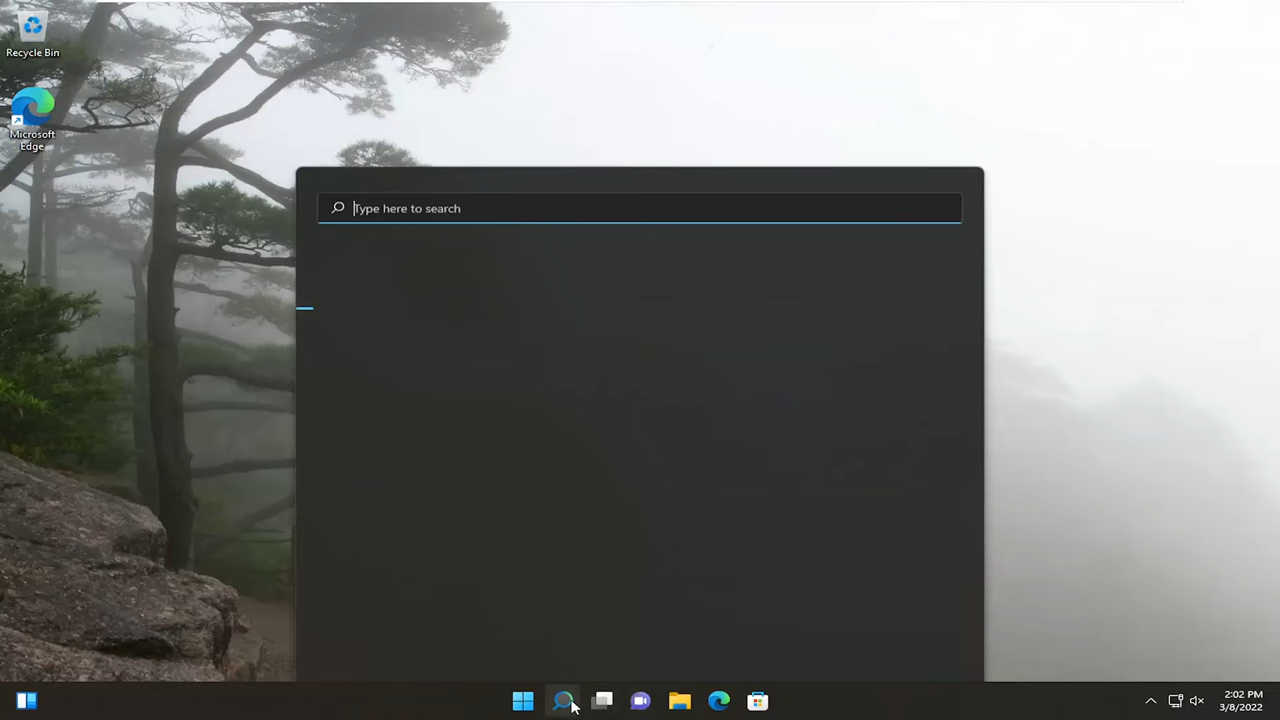 Recycle Bin
Microsoft
Edge
Type here to search
2:02 PM
3/8/2022